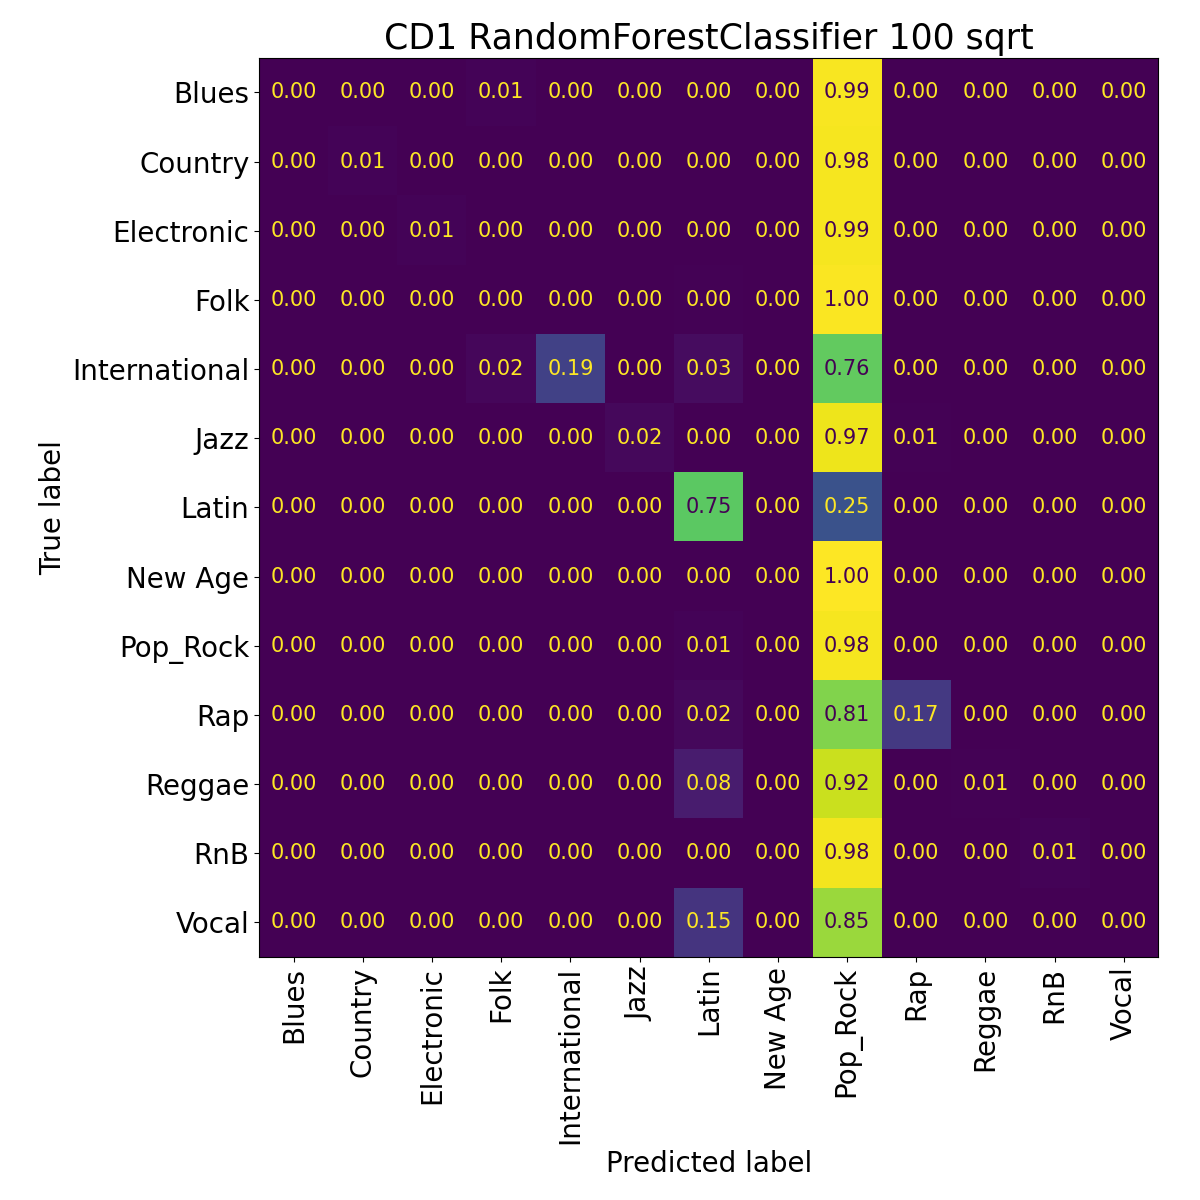 CD1 RandomForestClassifier 100 sqrt
True label
Blues 0.00 0.00 0.00 0.01 0.00 0.00 0.00 0.00 0.99 0.00 0.00 0.00 0.00
Country 0.00 0.01 0.00 0.00 0.00 0.00 0.00 0.00 0.98 0.00 0.00 0.00 0.00
Electronic 0.00 0.00 0.01 0.00 0.00 0.00 0.00 0.00 0.99 0.00 0.00 0.00 0.00
Folk 0.00 0.00 0.00 0.00 0.00 0.00 0.00 0.00 1.00 0.00 0.00 0.00 0.00
International 0.00 0.00 0.00 0.02 0.19 0.00 0.03 0.00 0.76 0.00 0.00 0.00 0.00
Jazz 0.00 0.00 0.00 0.00 0.00 0.02 0.00 0.00 0.97 0.01 0.00 0.00 0.00
Latin 0.00 0.00 0.00 0.00 0.00 0.00 0.75 0.00 0.25 0.00 0.00 0.00 0.00
New Age 0.00 0.00 0.00 0.00 0.00 0.00 0.00 0.00 1.00 0.00 0.00 0.00 0.00
Pop_Rock 0.00 0.00 0.00 0.00 0.00 0.00 0.01 0.00 0.98 0.00 0.00 0.00 0.00
Rap 0.00 0.00 0.00 0.00 0.00 0.00 0.02 0.00 0.81 0.17 0.00 0.00 0.00
Reggae 0.00 0.00 0.00 0.00 0.00 0.00 0.08 0.00 0.92 0.00 0.01 0.00 0.00
RnB 0.00 0.00 0.00 0.00 0.00 0.00 0.00 0.00 0.98 0.00 0.00 0.01 0.00
Vocal 0.00 0.00 0.00 0.00 0.00 0.00 0.15 0.00 0.85 0.00 0.00 0.00 0.00
Blues Country Electronic Folk International Jazz Latin New Age Pop_Rock Rap Reggae RnB Vocal
Predicted label